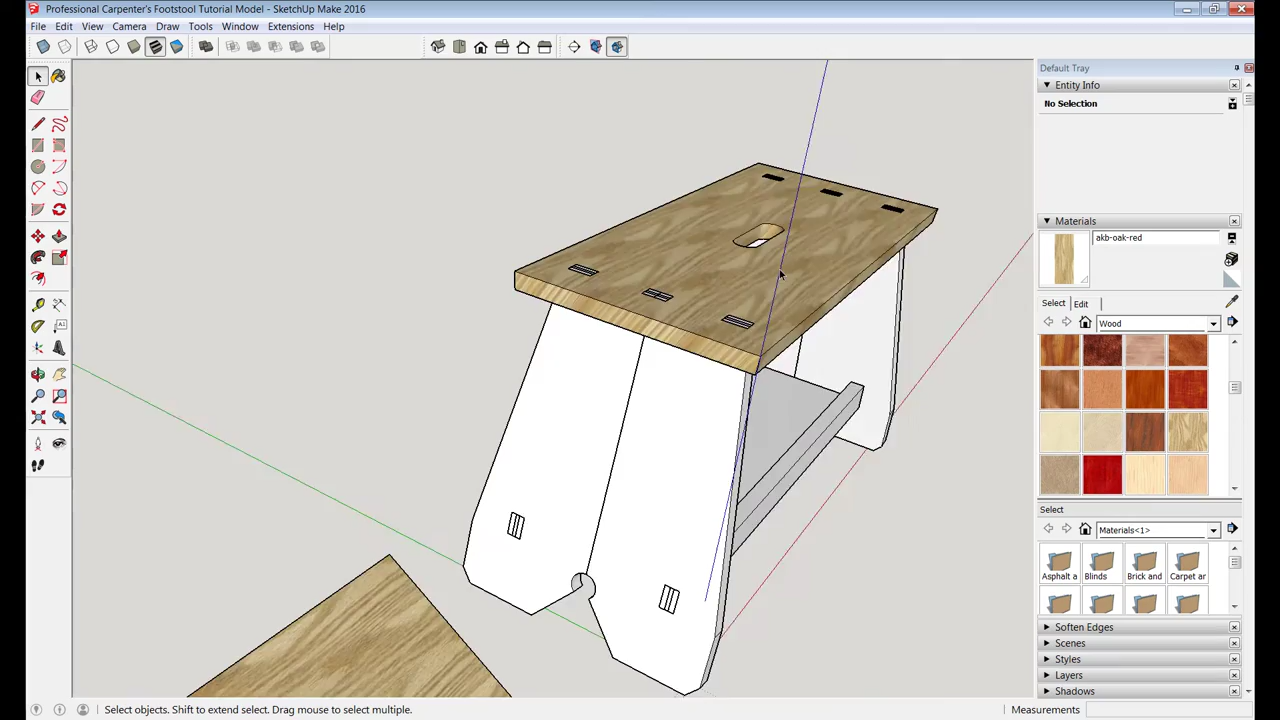 Professional Carpenter's Footstool Tutorial Model - SketchUp Make 2016
File Edit View Camera Draw Tools Window Extensions Help
Default Tray
Entity Info
No Selection
Materials
akb-oak-red
Select Edit
Wood
Select
Materials<1>
Asphalt a Blinds Brick and Carpet ar
Soften Edges
Scenes
Styles
Layers
Shadows
Select objects. Shift to extend select. Drag mouse to select multiple.
Measurements